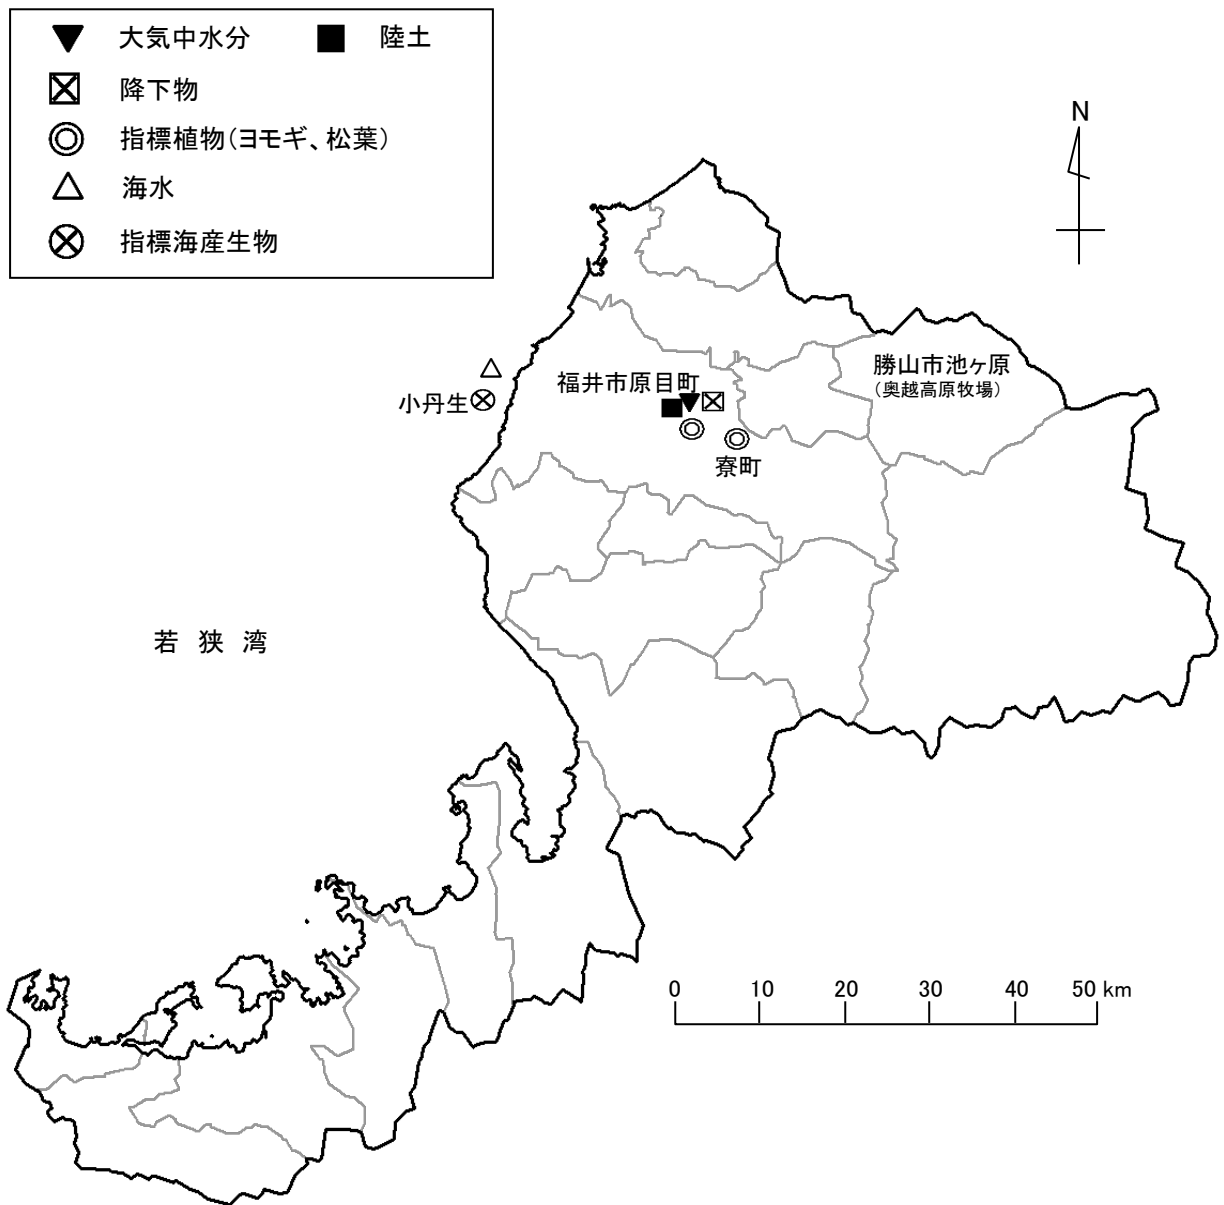 大気中水分 陸土
降下物
指標植物(ヨモギ、松葉)
海水
指標海産生物
N
勝山市池ヶ原
(奥越高原牧場)
福井市原目町
小丹生
寮町
若狭湾
0 10 20 30 40 50 km